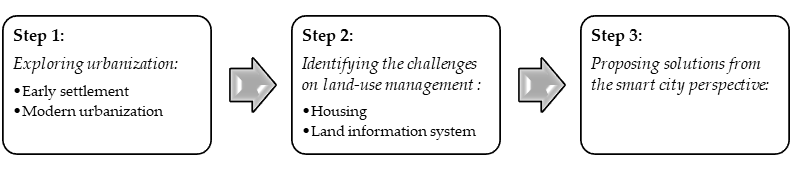 Step 1:
Exploring urbanization:
•Early settlement
•Modern urbanization
Step 2:
Identifying the challenges
on land-use management :
•Housing
•Land information system
Step 3:
Proposing solutions from
the smart city perspective: